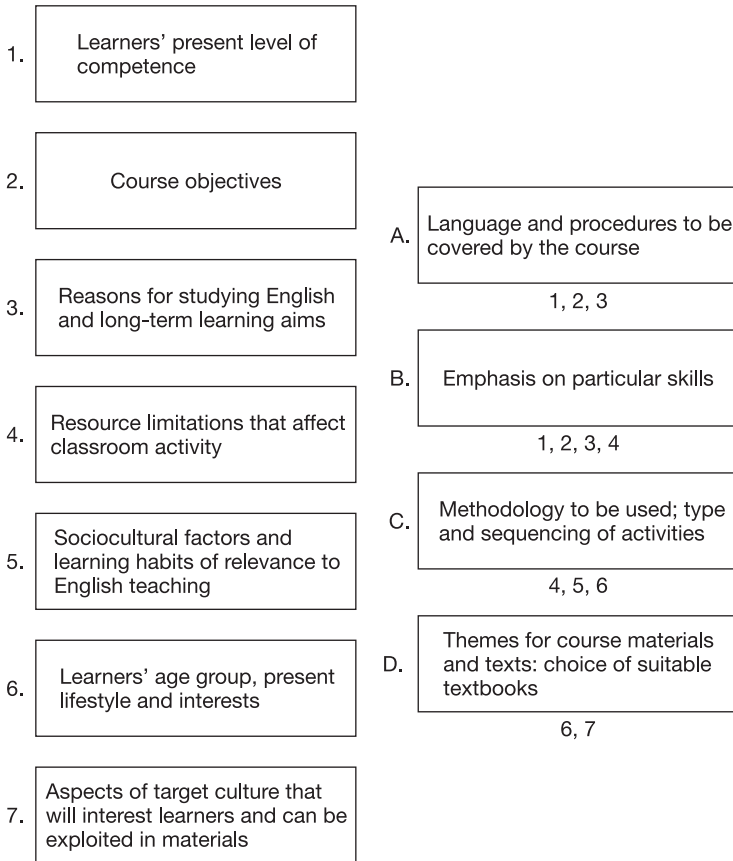 1.
Learners’ present level of
competence
2.
Course objectives
3.
Reasons for studying English
and long-term learning aims
4.
Resource limitations that affect
classroom activity
5.
Sociocultural factors and
learning habits of relevance to
English teaching
6.
Learners’ age group, present
lifestyle and interests
7.
Aspects of target culture that
will interest learners and can be
exploited in materials
A.
Language and procedures to be
covered by the course
1, 2, 3
B.
Emphasis on particular skills
1, 2, 3, 4
C.
Methodology to be used; type
and sequencing of activities
4, 5, 6
D.
Themes for course materials
and texts: choice of suitable
textbooks
6, 7